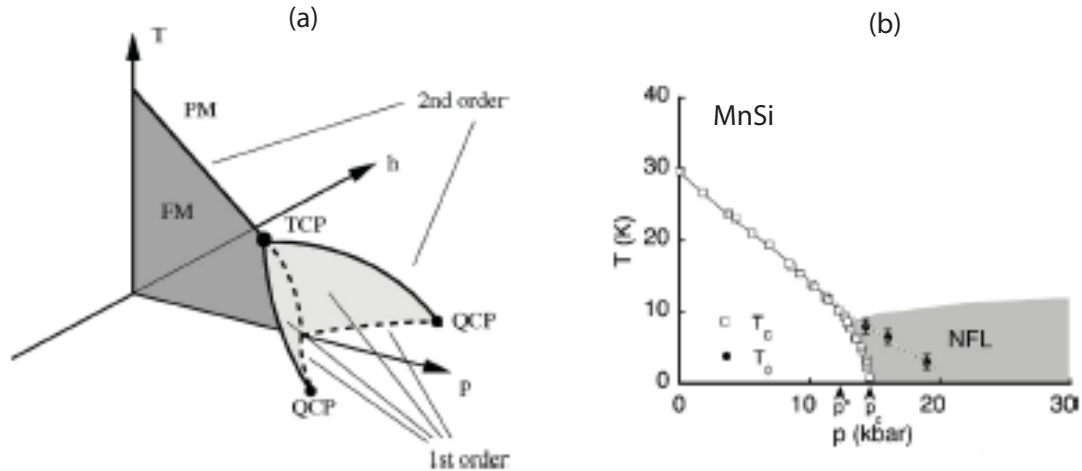 (a)
T
PM
2nd order
h
FM
TCP
QCP
P
QCP
1st order
(b)
MnSi
T (K)
40
30
20
10
0
T_c
T_o
NFL
0
10
20
30
p*
p_c
p (kbar)